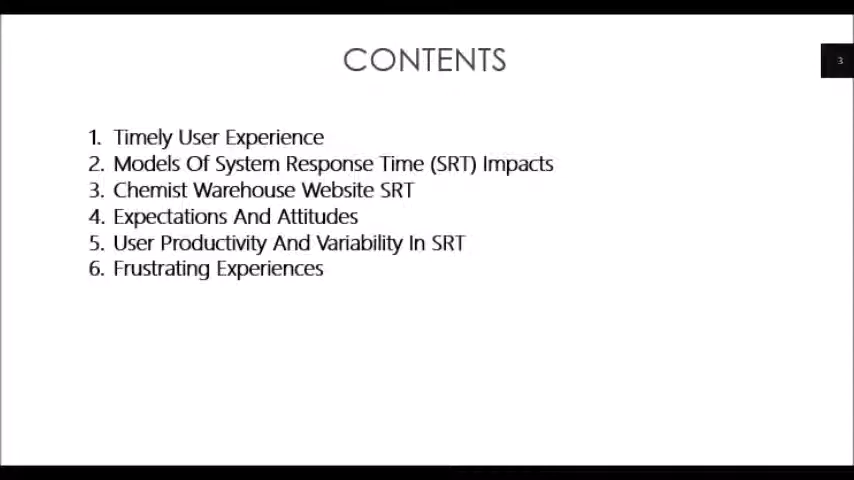 CONTENTS
3
1. Timely User Experience
2. Models Of System Response Time (SRT) Impacts
3. Chemist Warehouse Website SRT
4. Expectations And Attitudes
5. User Productivity And Variability In SRT
6. Frustrating Experiences